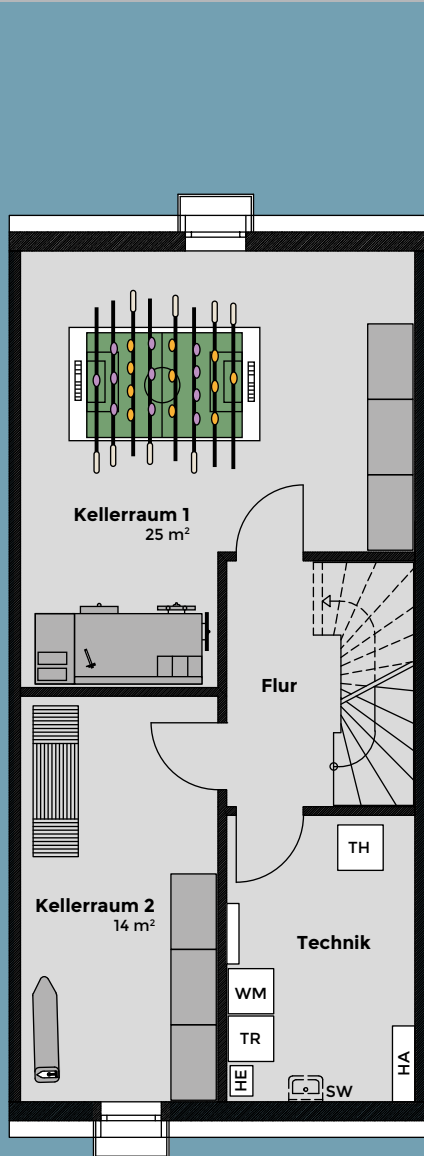 Kellerraum 1
25 m²
Flur
TH
Kellerraum 2
14 m²
Technik
WM
TR
HE
SW
HA